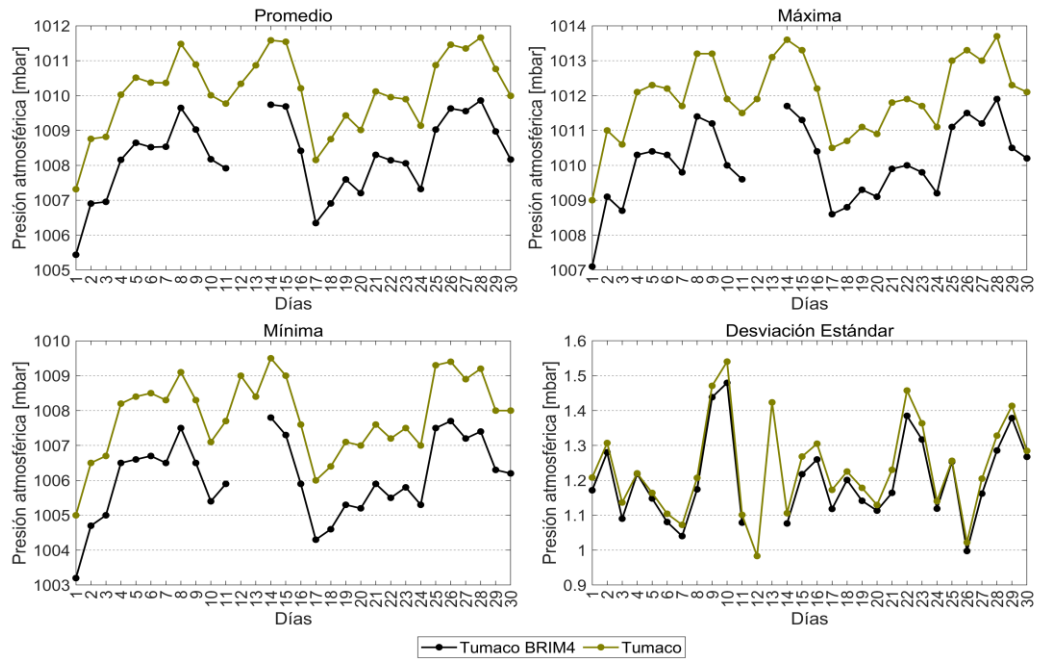 Promedio
Presión atmosférica [mbar]
1012
1011
1010
1009
1008
1007
1006
1005
1 2 3 4 5 6 7 8 9 10 11 12 13 14 15 16 17 18 19 20 21 22 23 24 25 26 27 28 29 30
Días
Máxima
Presión atmosférica [mbar]
1014
1013
1012
1011
1010
1009
1008
1007
1 2 3 4 5 6 7 8 9 10 11 12 13 14 15 16 17 18 19 20 21 22 23 24 25 26 27 28 29 30
Días
Mínima
Presión atmosférica [mbar]
1010
1009
1008
1007
1006
1005
1004
1003
1 2 3 4 5 6 7 8 9 10 11 12 13 14 15 16 17 18 19 20 21 22 23 24 25 26 27 28 29 30
Días
Desviación Estándar
Presión atmosférica [mbar]
1.6
1.5
1.4
1.3
1.2
1.1
1
0.9
1 2 3 4 5 6 7 8 9 10 11 12 13 14 15 16 17 18 19 20 21 22 23 24 25 26 27 28 29 30
Días
Tumaco BRIM4 Tumaco